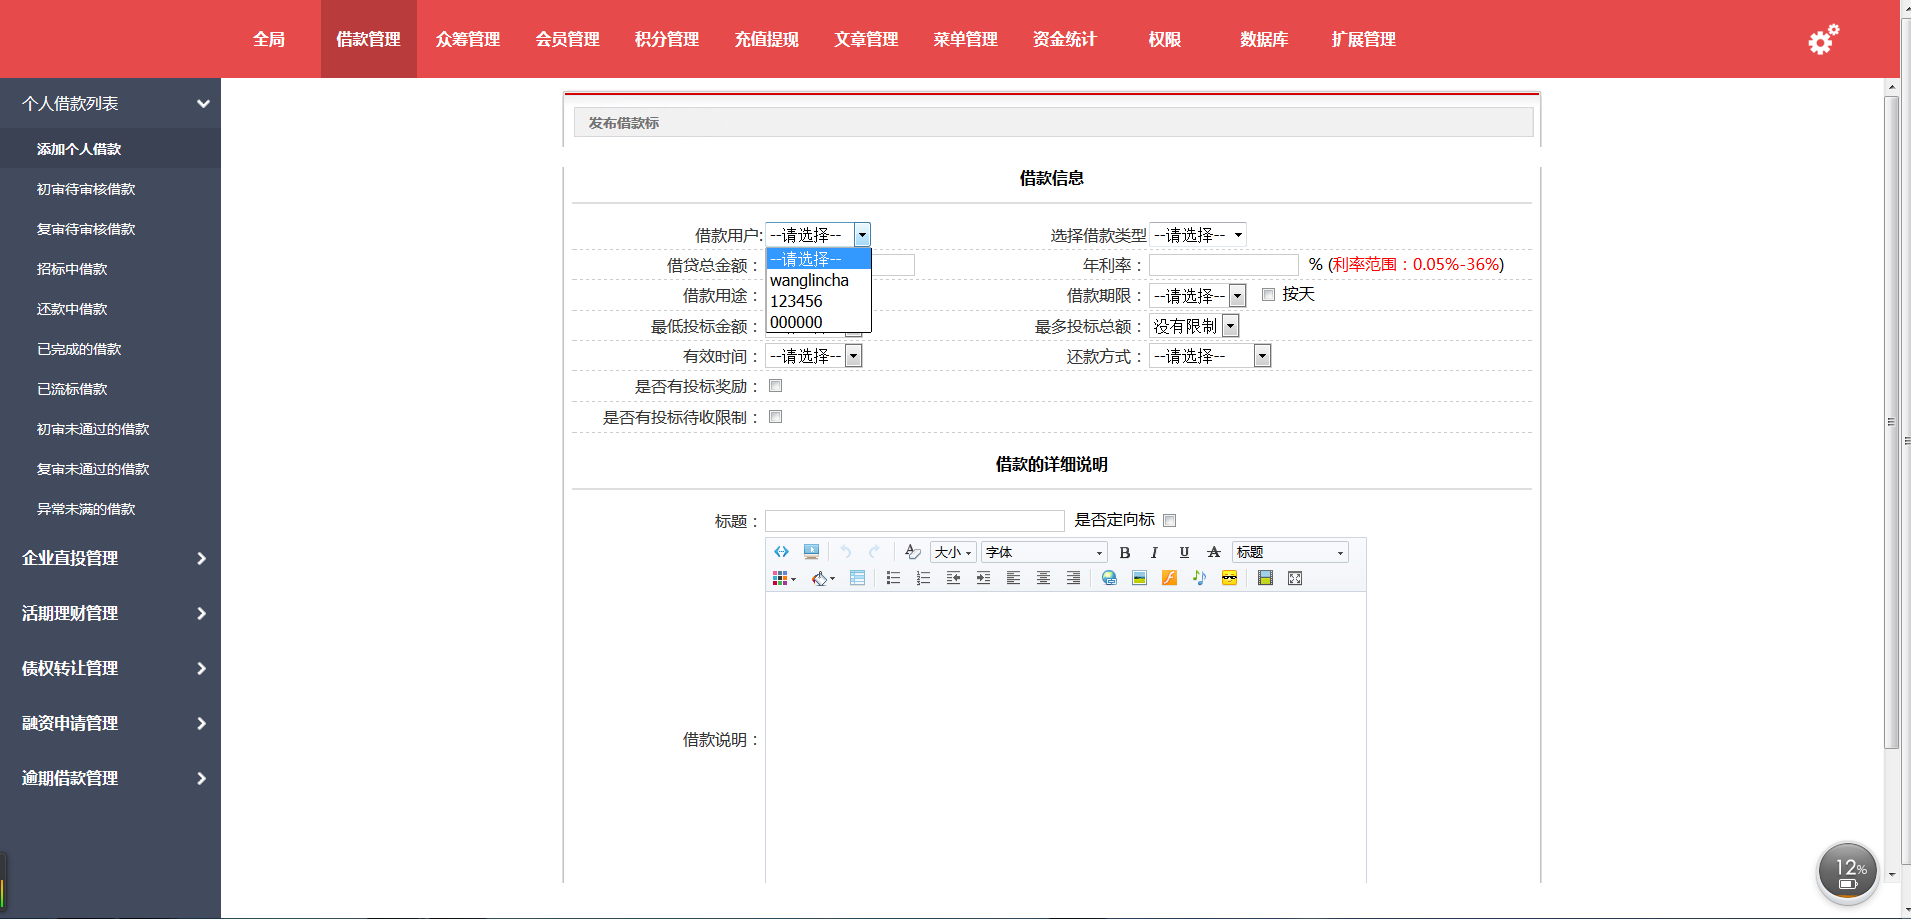 全局 借款管理 众筹管理 会员管理 积分管理 充值提现 文章管理 菜单管理 资金统计 权限 数据库 扩展管理
个人借款列表
添加个人借款
初审待审核借款
复审待审核借款
招标中借款
还款中借款
已完成的借款
已流标借款
初审未通过的借款
复审未通过的借款
异常未满的借款
企业直投管理
活期理财管理
债权转让管理
融资申请管理
逾期借款管理
发布借款标
借款信息
借款用户: --请选择-- 选择借款类型 --请选择--
--请选择--
wanglincha
123456
000000
借贷总金额： 年利率： % (利率范围：0.05%-36%)
借款用途： 借款期限： --请选择-- 按天
最低投标金额： 最多投标总额： 没有限制
有效时间： --请选择-- 还款方式： --请选择--
是否有投标奖励：
是否有投标待收限制：
借款的详细说明
标题： 是否定向标
大小 字体 B I U A 标题
借款说明：
12%